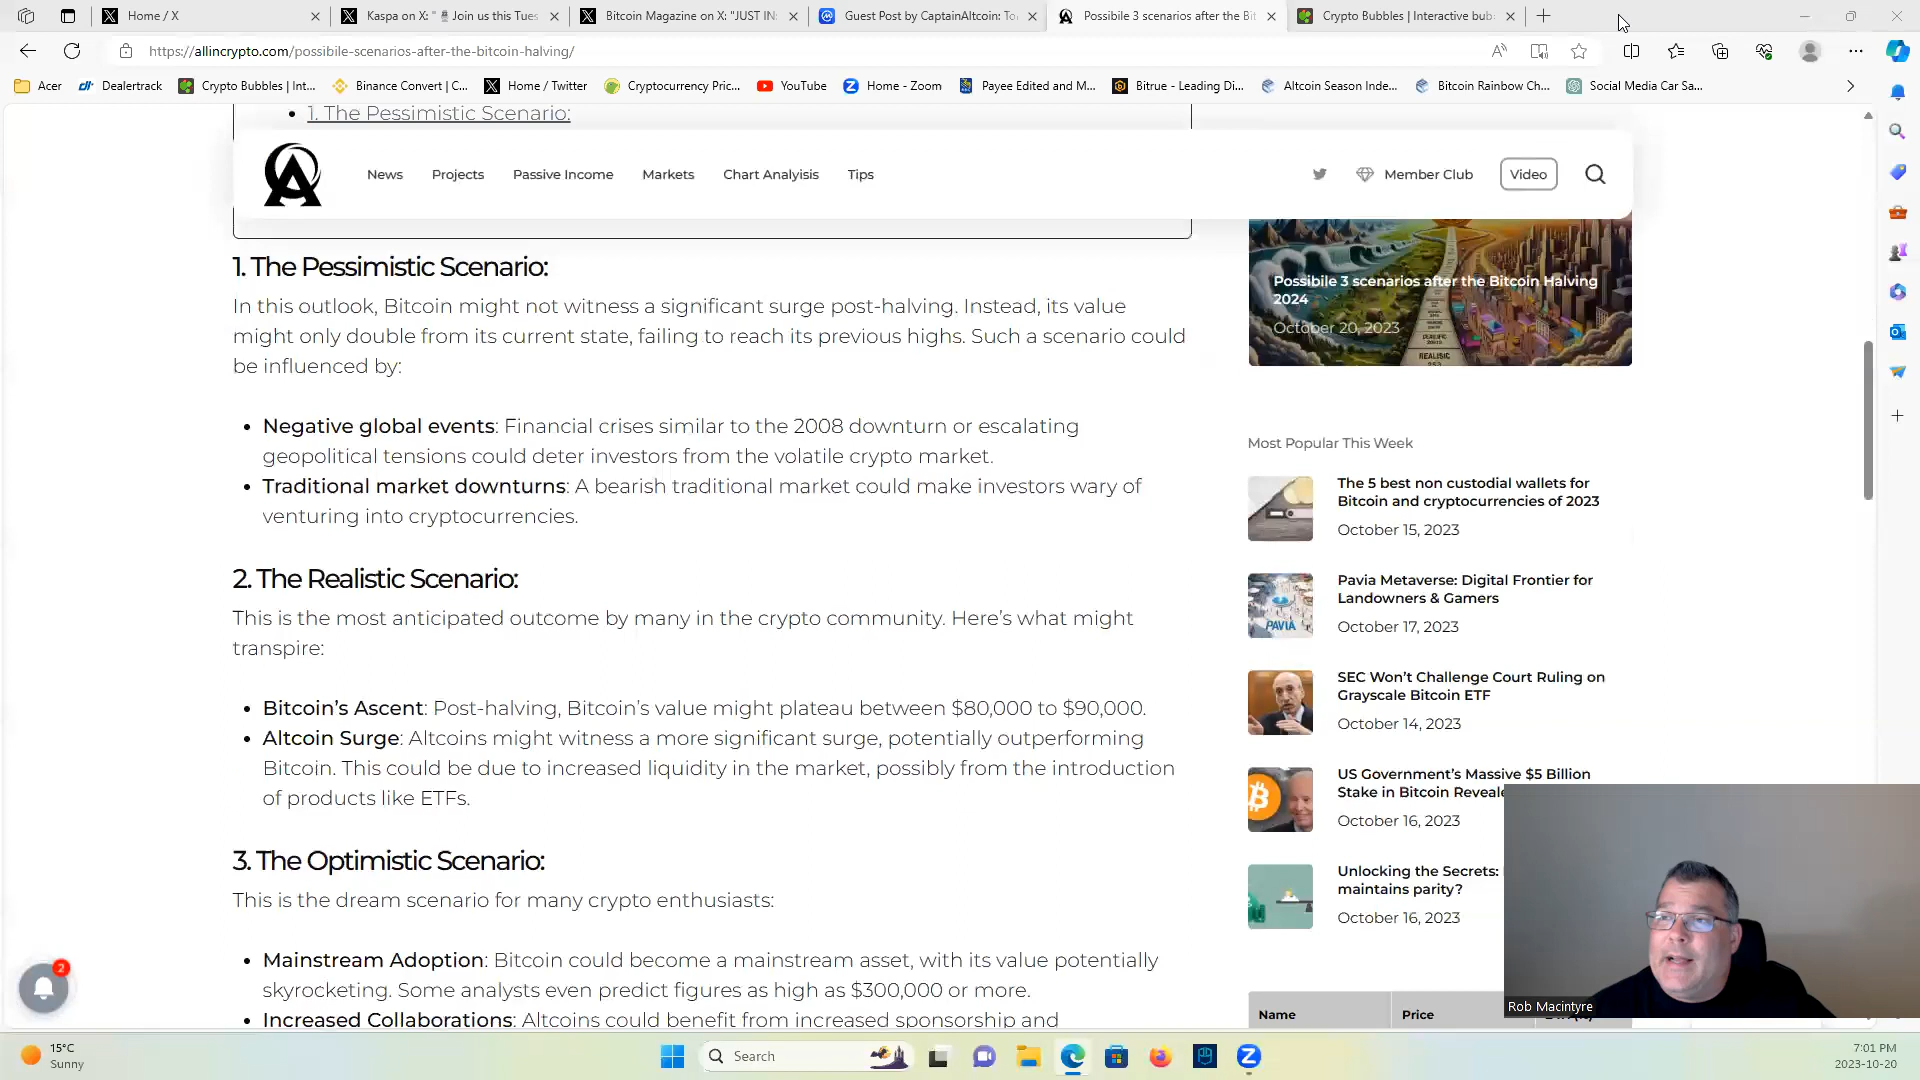 Home / X
Kaspa on X: " Join us this Tues
Bitcoin Magazine on X: "JUST IN:
Guest Post by CaptainAltcoin: To
Possibile 3 scenarios after the Bit
Crypto Bubbles | Interactive bub
https://allincrypto.com/possibile-scenarios-after-the-bitcoin-halving/
Acer
Dealertrack
Crypto Bubbles | Int...
Binance Convert | C...
Home / Twitter
Cryptocurrency Pric...
YouTube
Home - Zoom
Payee Edited and M...
Bitrue - Leading Di...
Altcoin Season Inde...
Bitcoin Rainbow Ch...
Social Media Car Sa...
1. The Pessimistic Scenario:
News
Projects
Passive Income
Markets
Chart Analyisis
Tips
Member Club
Video
1. The Pessimistic Scenario:
In this outlook, Bitcoin might not witness a significant surge post-halving. Instead, its value
might only double from its current state, failing to reach its previous highs. Such a scenario could
be influenced by:
Negative global events: Financial crises similar to the 2008 downturn or escalating
geopolitical tensions could deter investors from the volatile crypto market.
Traditional market downturns: A bearish traditional market could make investors wary of
venturing into cryptocurrencies.
2. The Realistic Scenario:
This is the most anticipated outcome by many in the crypto community. Here's what might
transpire:
Bitcoin's Ascent: Post-halving, Bitcoin's value might plateau between $80,000 to $90,000.
Altcoin Surge: Altcoins might witness a more significant surge, potentially outperforming
Bitcoin. This could be due to increased liquidity in the market, possibly from the introduction
of products like ETFs.
3. The Optimistic Scenario:
This is the dream scenario for many crypto enthusiasts:
Mainstream Adoption: Bitcoin could become a mainstream asset, with its value potentially
skyrocketing. Some analysts even predict figures as high as $300,000 or more.
Increased Collaborations: Altcoins could benefit from increased sponsorship and
Possibile 3 scenarios after the Bitcoin Halving
2024
October 20, 2023
REALISIC
Most Popular This Week
The 5 best non custodial wallets for
Bitcoin and cryptocurrencies of 2023
October 15, 2023
PAVIA
Pavia Metaverse: Digital Frontier for
Landowners & Gamers
October 17, 2023
SEC Won't Challenge Court Ruling on
Grayscale Bitcoin ETF
October 14, 2023
US Government's Massive $5 Billion
Stake in Bitcoin Reveale
October 16, 2023
Unlocking the Secrets:
maintains parity?
October 16, 2023
Name
Price
Rob Macintyre
2
15°C
Sunny
Search
7:01 PM
2023-10-20